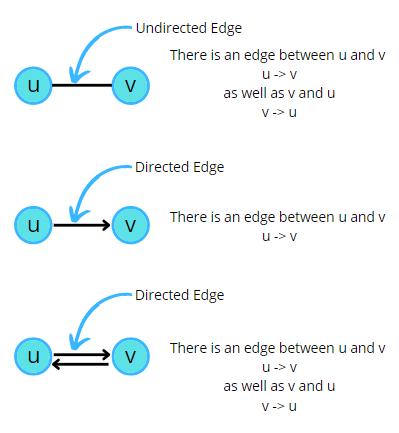 Undirected Edge
There is an edge between u and v
u -> v
as well as v and u
v -> u
u
v
Directed Edge
There is an edge between u and v
u -> v
u
v
Directed Edge
There is an edge between u and v
u -> v
as well as v and u
v -> u
u
v